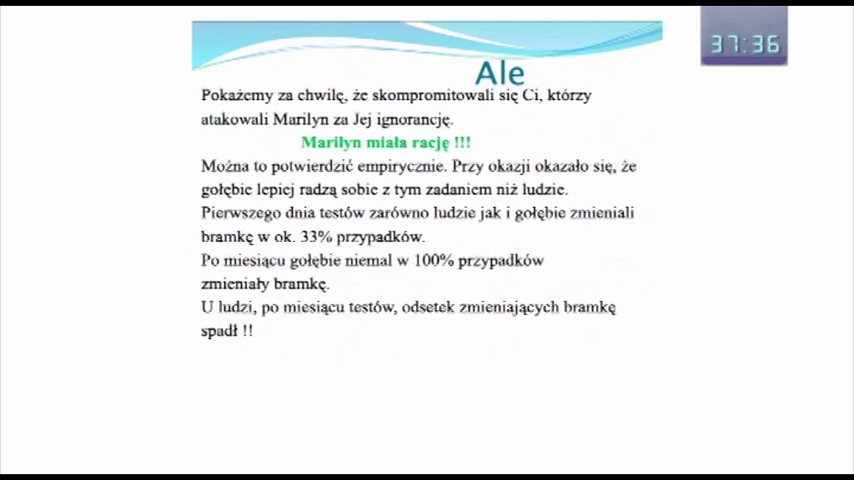 37:36
Ale
Pokażemy za chwilę, że skompromitowali się Ci, którzy
atakowali Marilyn za Jej ignorancję.
Marilyn miała rację !!!
Można to potwierdzić empirycznie. Przy okazji okazało się, że
gołębie lepiej radzą sobie z tym zadaniem niż ludzie.
Pierwszego dnia testów zarówno ludzie jak i gołębie zmieniali
bramkę w ok. 33% przypadków.
Po miesiącu gołębie niemal w 100% przypadków
zmieniały bramkę.
U ludzi, po miesiącu testów, odsetek zmieniających bramkę
spadł !!